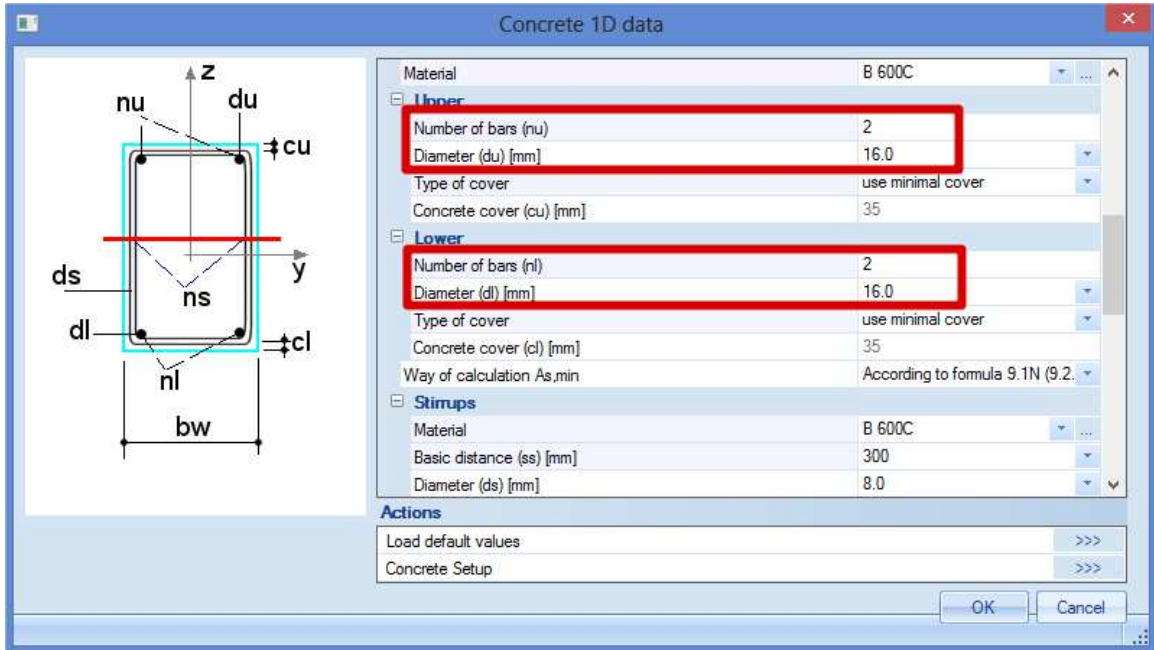 Concrete 1D data
z
nu du
cu
y
ds
ns
dl
cl
nl
bw
Material B 600C ...
Upper
Number of bars (nu) 2
Diameter (du) [mm] 16.0
Type of cover use minimal cover
Concrete cover (cu) [mm] 35
Lower
Number of bars (nl) 2
Diameter (dl) [mm] 16.0
Type of cover use minimal cover
Concrete cover (cl) [mm] 35
Way of calculation As,min According to formula 9.1N (9.2.
Stirrups
Material B 600C ...
Basic distance (ss) [mm] 300
Diameter (ds) [mm] 8.0
Actions
Load default values >>>
Concrete Setup >>>
OK Cancel